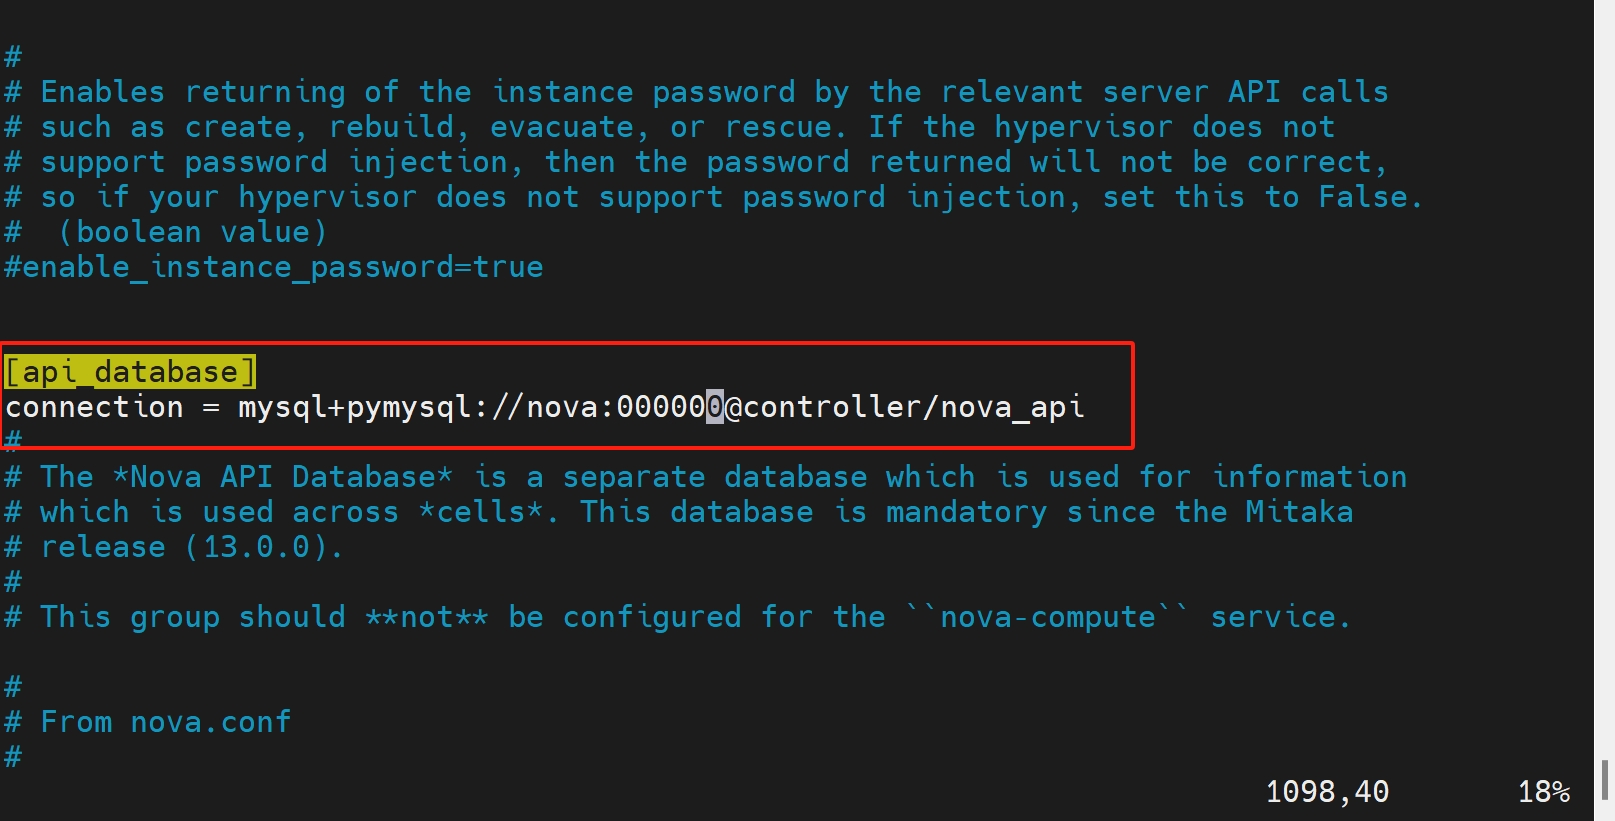 #
# Enables returning of the instance password by the relevant server API calls
# such as create, rebuild, evacuate, or rescue. If the hypervisor does not
# support password injection, then the password returned will not be correct,
# so if your hypervisor does not support password injection, set this to False.
#  (boolean value)
#enable_instance_password=true
[api_database]
connection = mysql+pymysql://nova:000000@controller/nova_api
#
# The *Nova API Database* is a separate database which is used for information
# which is used across *cells*. This database is mandatory since the Mitaka
# release (13.0.0).
#
# This group should **not** be configured for the ``nova-compute`` service.
#
# From nova.conf
#
1098,40 18%